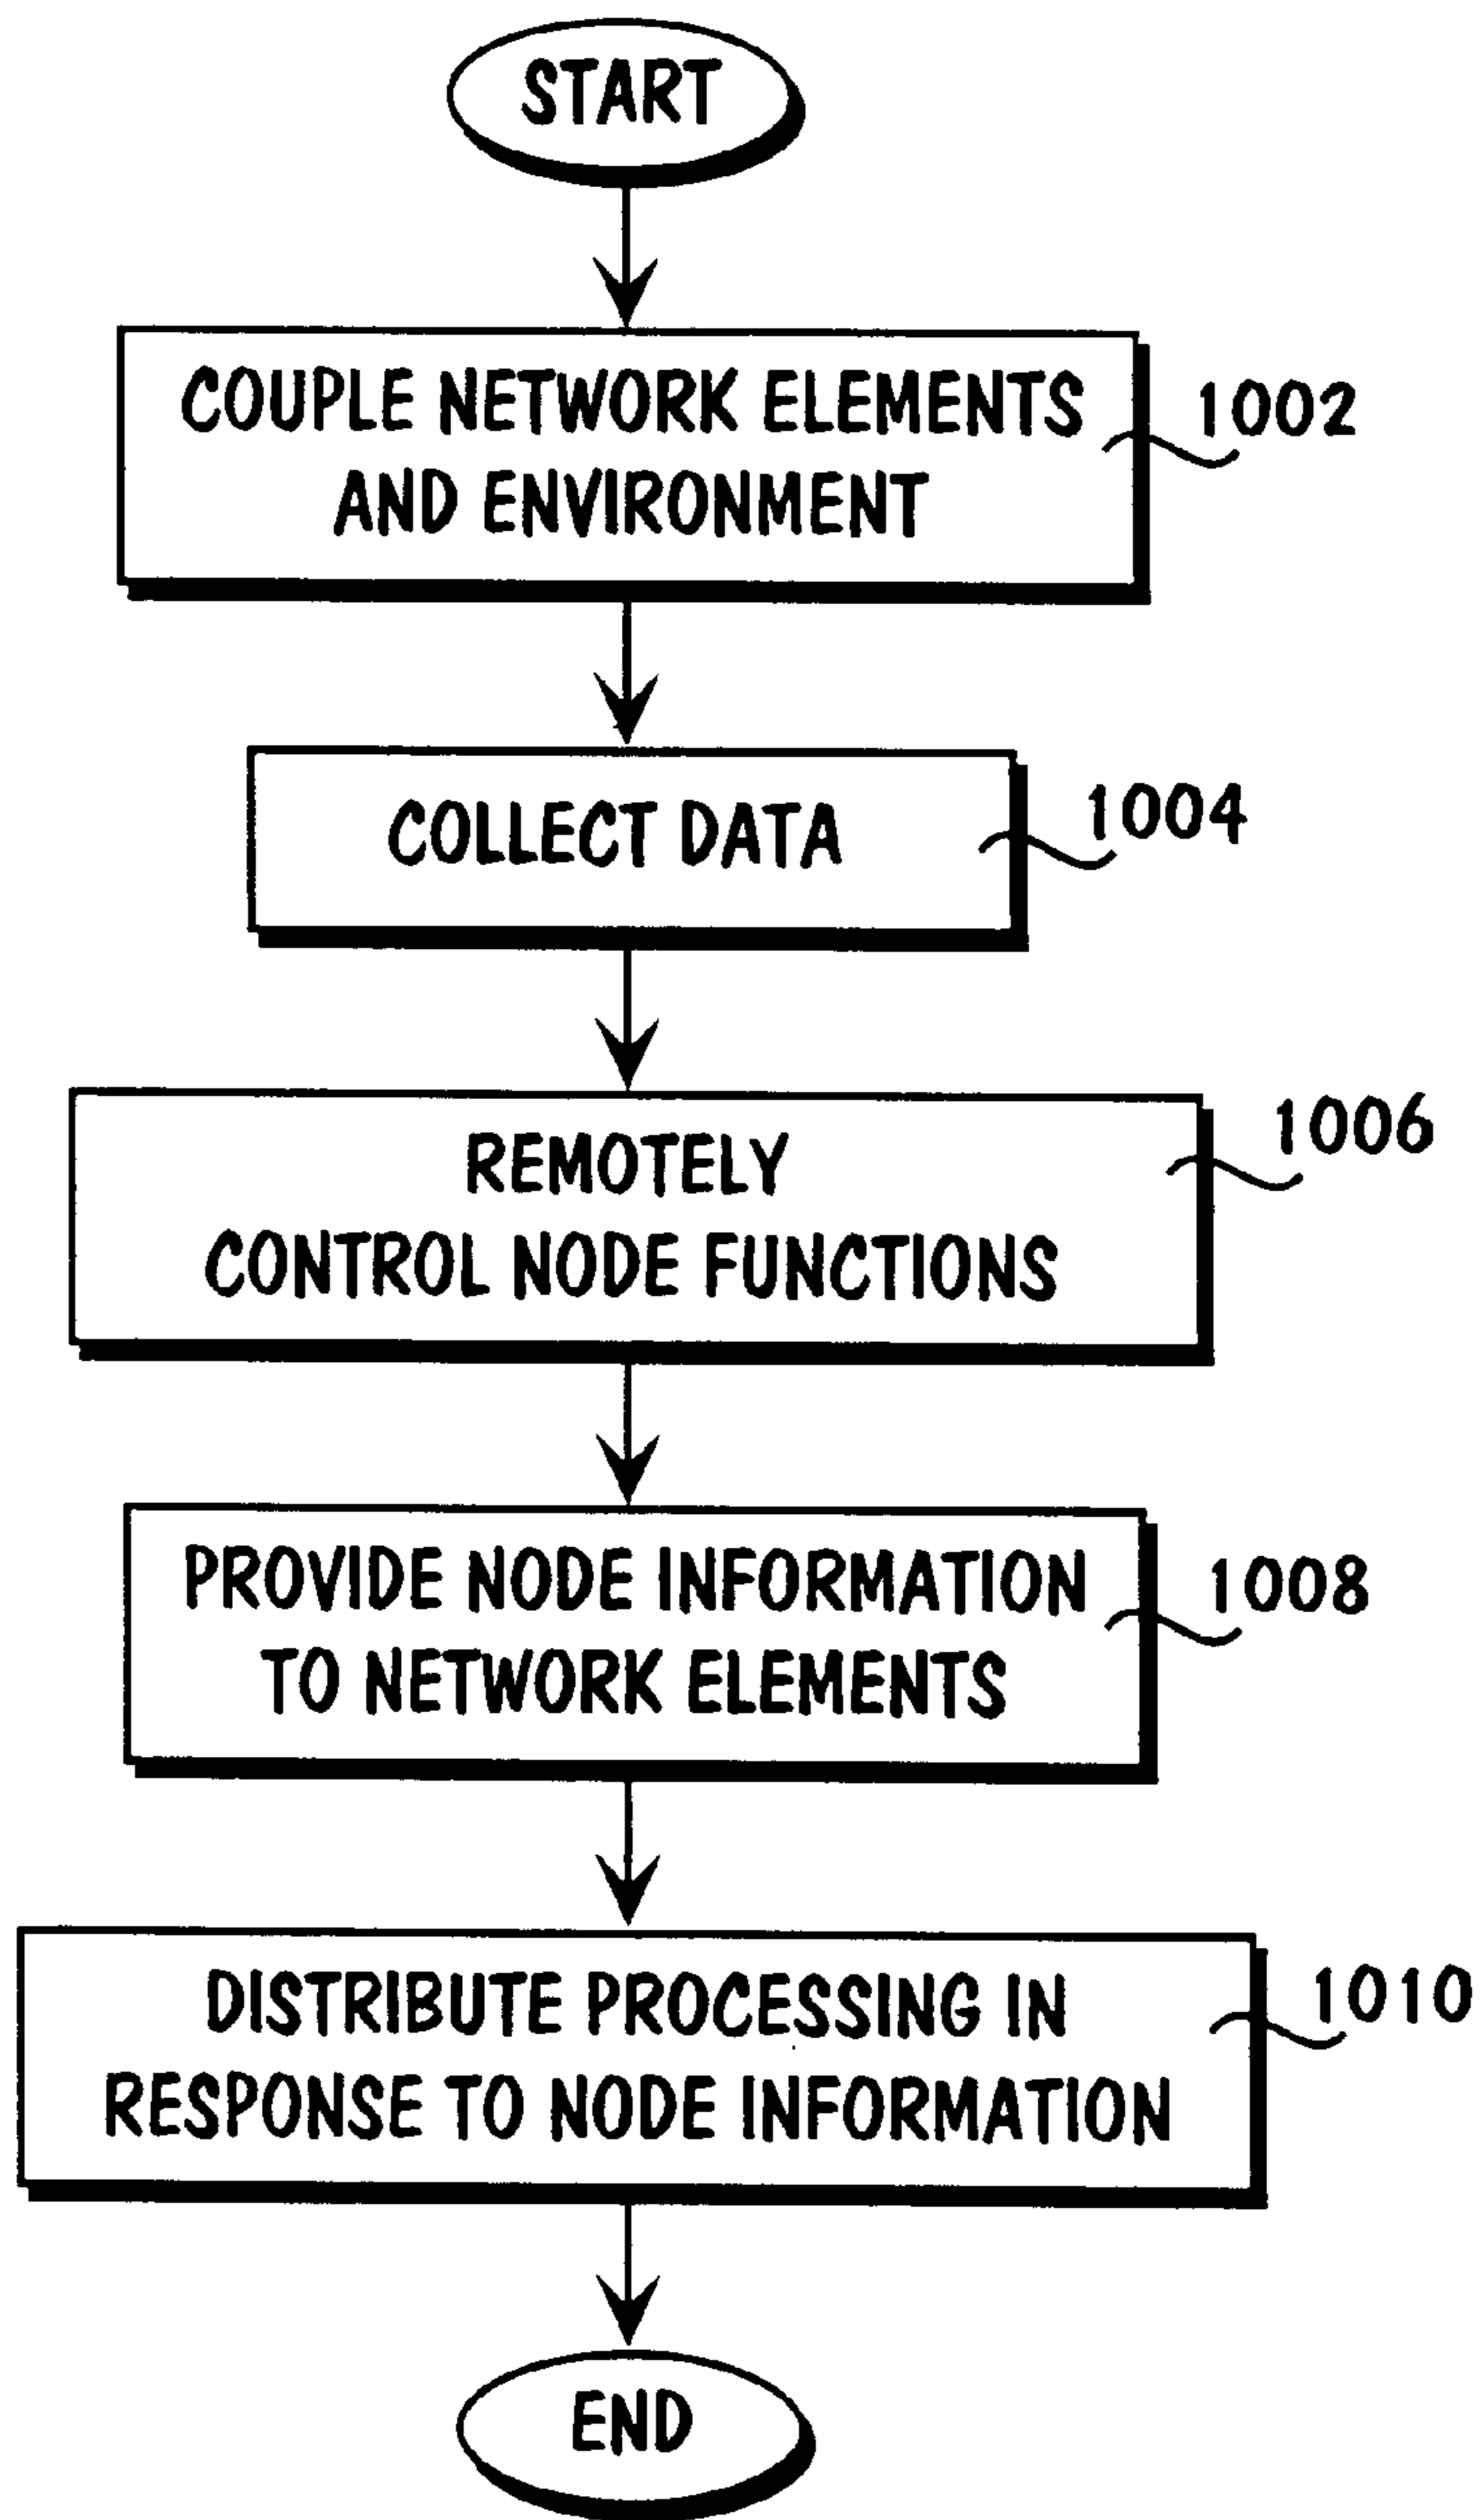 START
COUPLE NETWORK ELEMENTS
AND ENVIRONMENT
1002
COLLECT DATA
1004
REMOTELY
CONTROL NODE FUNCTIONS
1006
PROVIDE NODE INFORMATION
TO NETWORK ELEMENTS
1008
DISTRIBUTE PROCESSING IN
RESPONSE TO NODE INFORMATION
1010
END